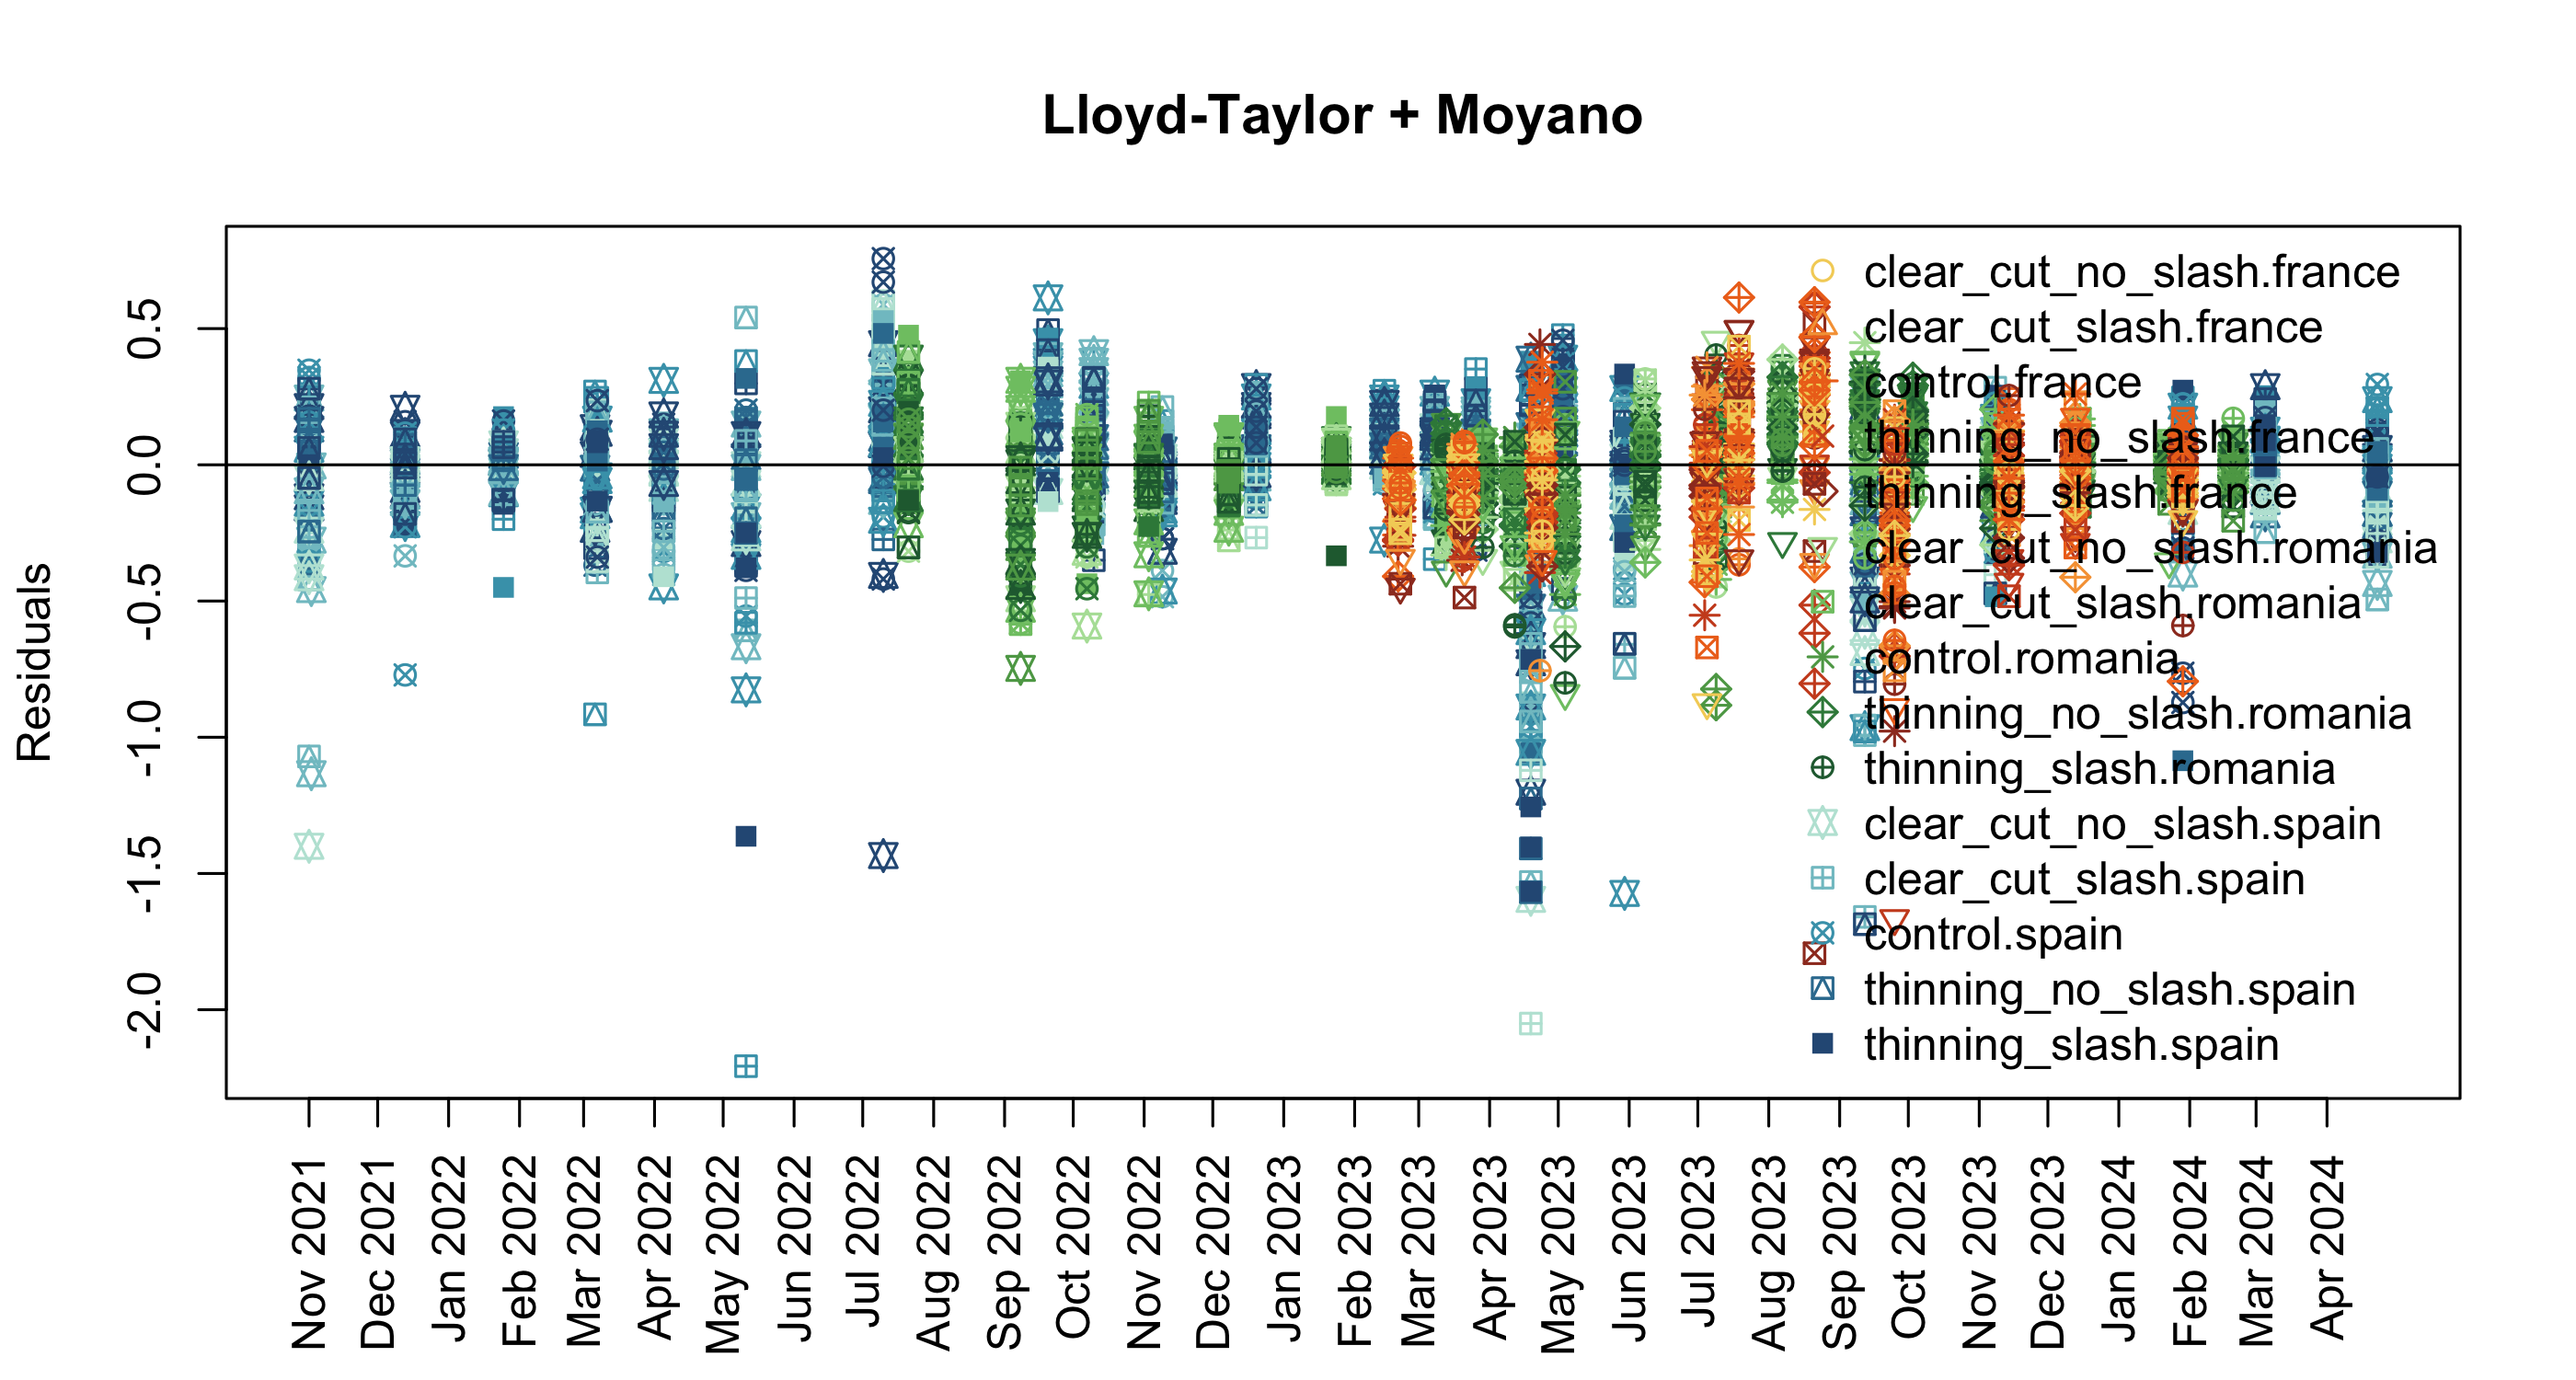 Lloyd-Taylor + Moyano
Residuals
0.5
0.0
-0.5
-1.0
-1.5
-2.0
clear_cut_no_slash.france
clear_cut_slash.france
control.france
thinning_no_slash.france
thinning_slash.france
clear_cut_no_slash.romania
clear_cut_slash.romania
control.romania
thinning_no_slash.romania
thinning_slash.romania
clear_cut_no_slash.spain
clear_cut_slash.spain
control.spain
thinning_no_slash.spain
thinning_slash.spain
Nov 2021
Dec 2021
Jan 2022
Feb 2022
Mar 2022
Apr 2022
May 2022
Jun 2022
Jul 2022
Aug 2022
Sep 2022
Oct 2022
Nov 2022
Dec 2022
Jan 2023
Feb 2023
Mar 2023
Apr 2023
May 2023
Jun 2023
Jul 2023
Aug 2023
Sep 2023
Oct 2023
Nov 2023
Dec 2023
Jan 2024
Feb 2024
Mar 2024
Apr 2024